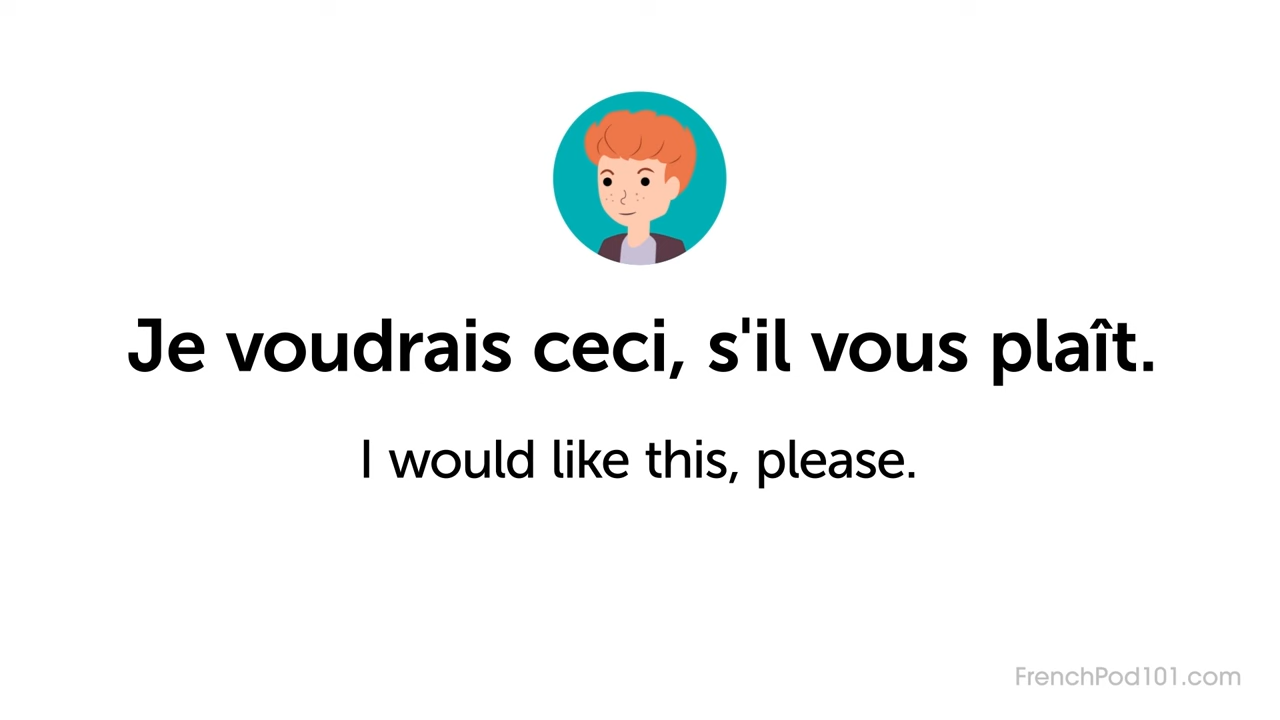 Je voudrais ceci, s'il vous plaît.
I would like this, please.
FrenchPod101.com